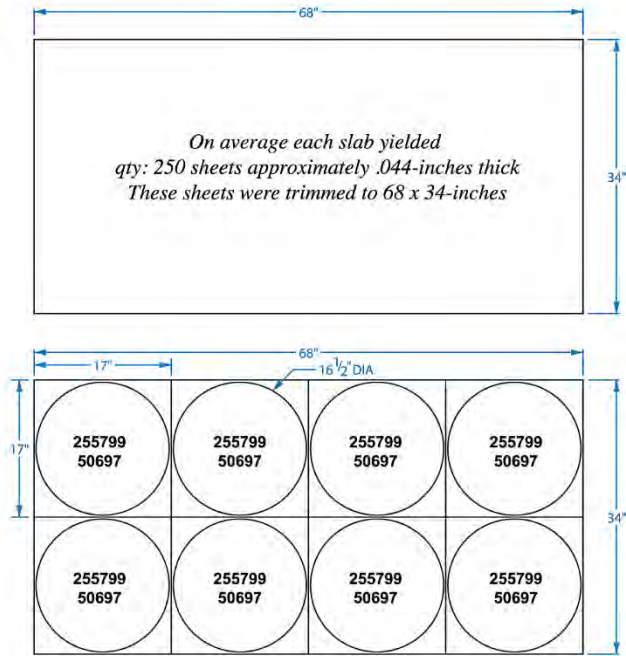 68"
On average each slab yielded
qty: 250 sheets approximately .044-inches thick
These sheets were trimmed to 68 x 34-inches
34"
68"
17"
16 1/2" DIA
17"
255799 255799 255799 255799
50697 50697 50697 50697
34"
255799 255799 255799 255799
50697 50697 50697 50697